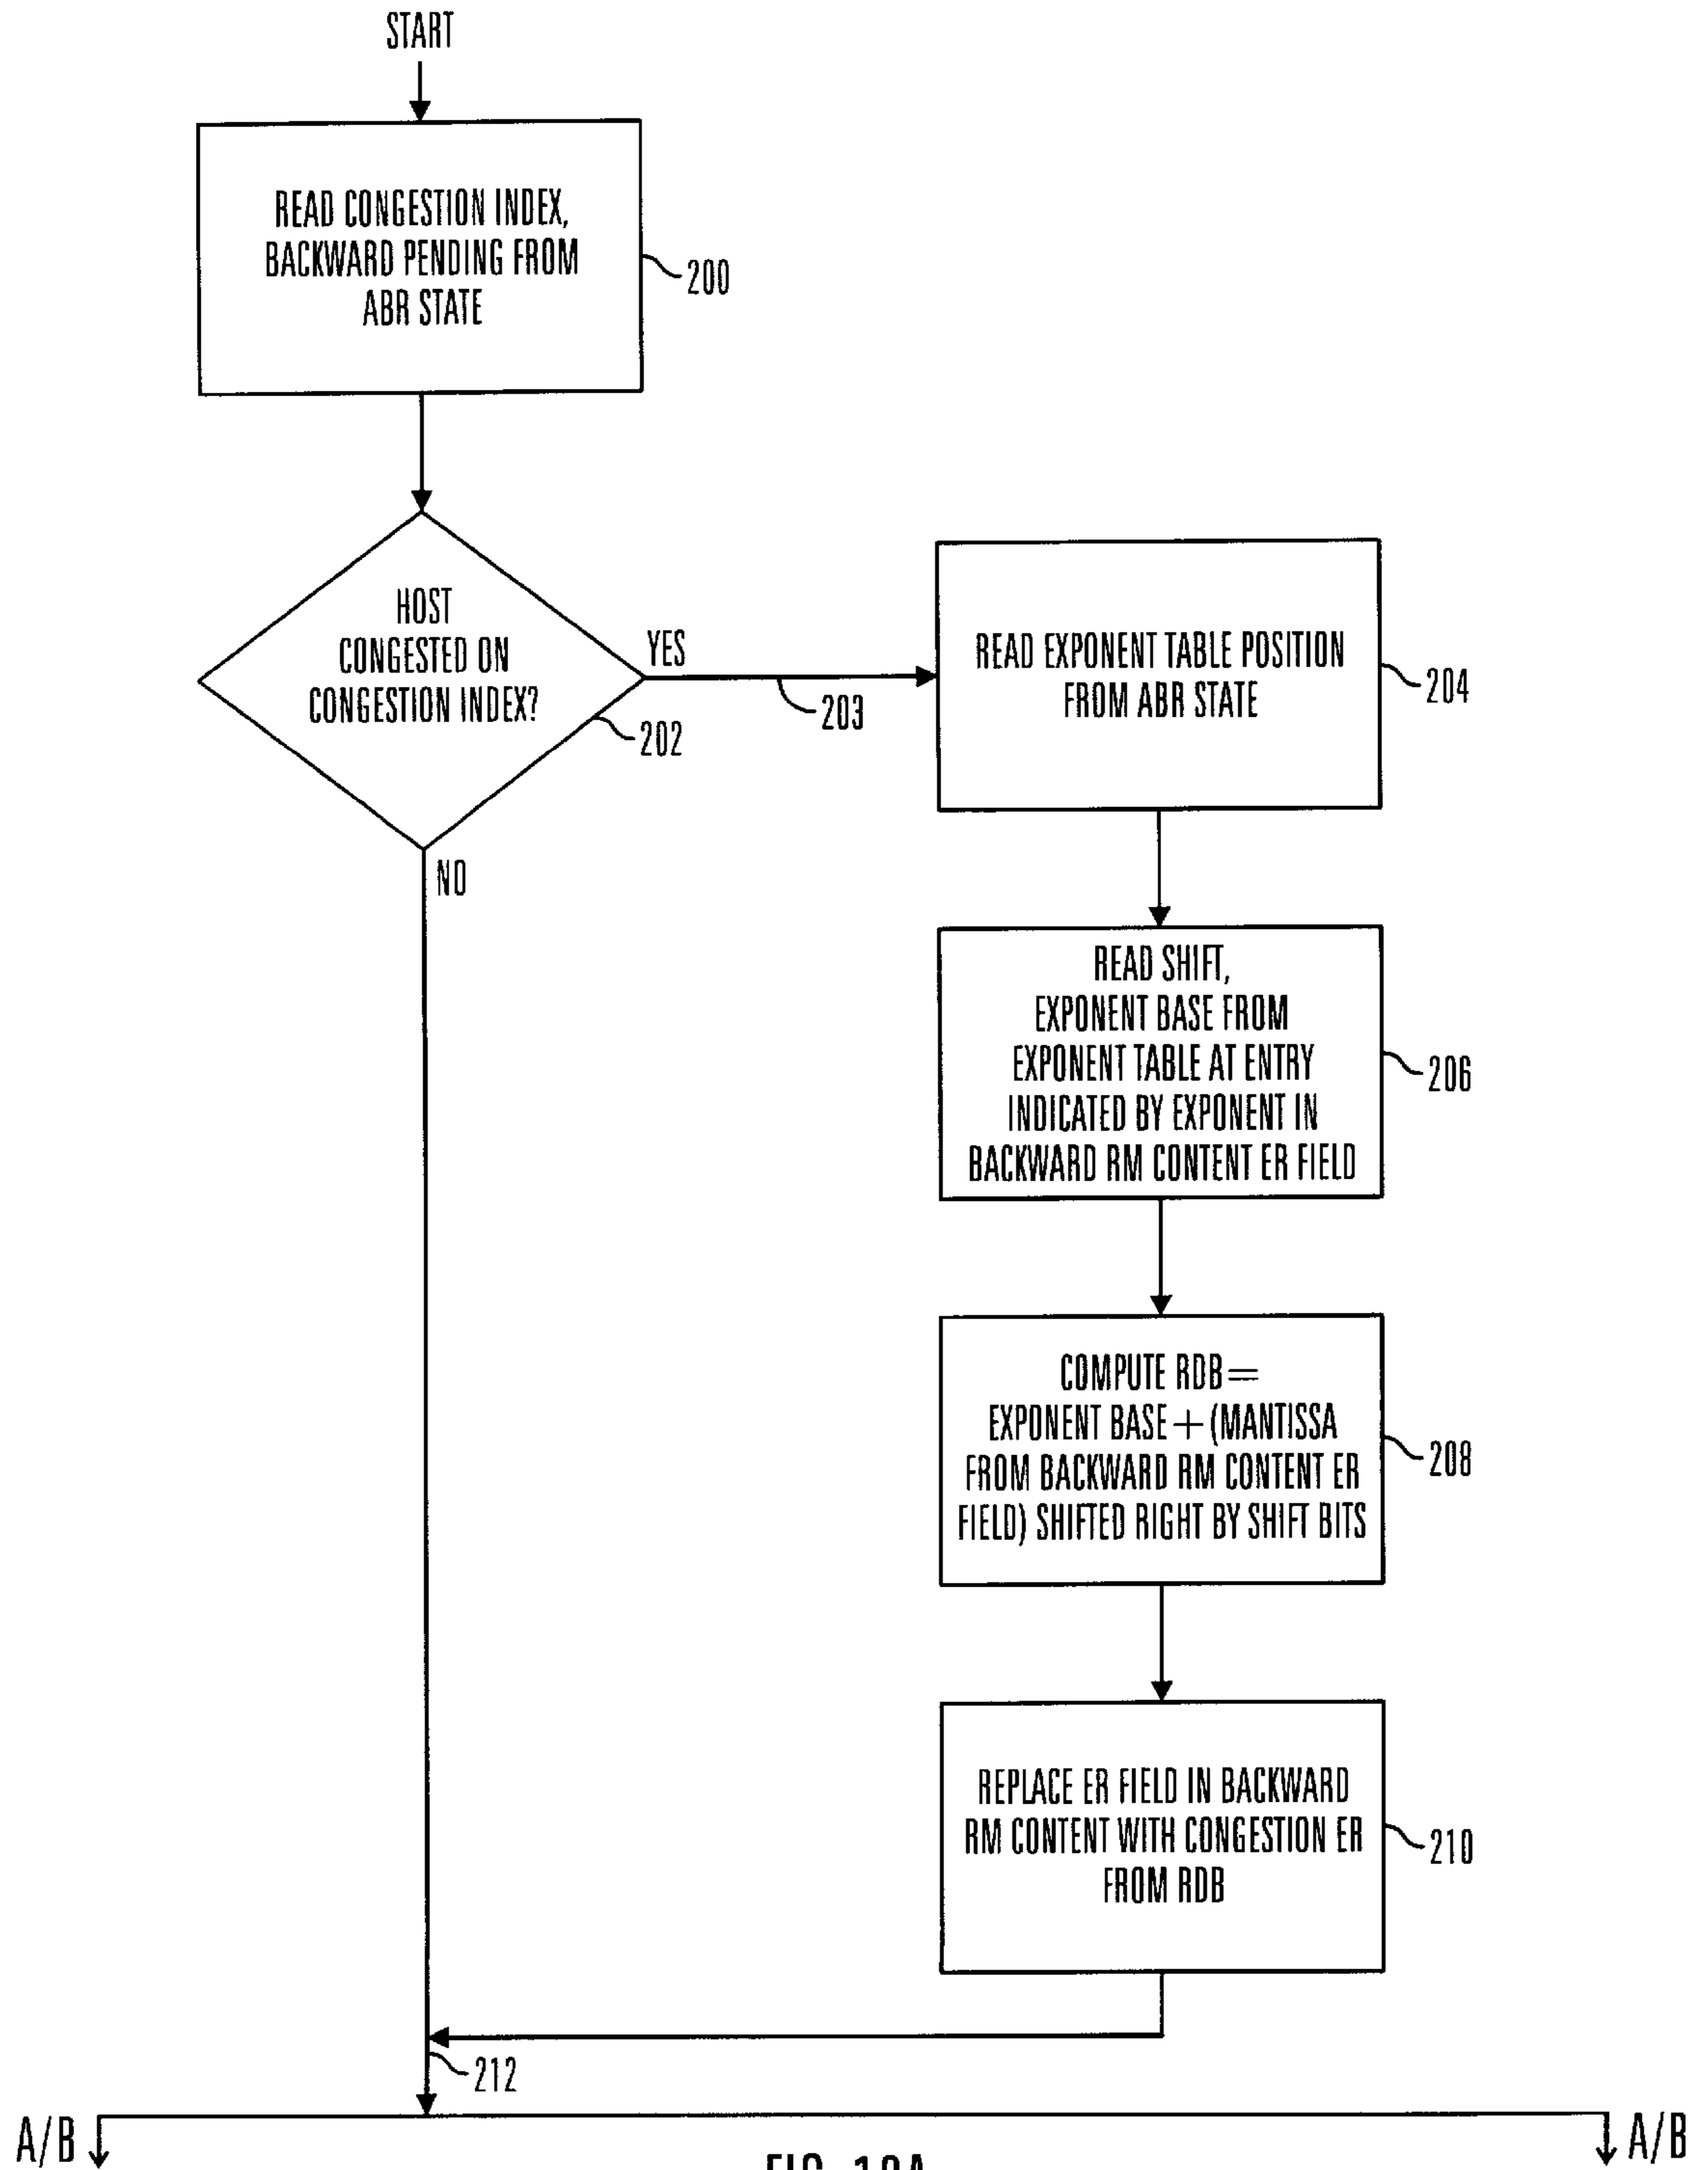 START
READ CONGESTION INDEX,
BACKWARD PENDING FROM
ABR STATE
200
HOST
CONGESTED ON
CONGESTION INDEX?
202
YES
203
NO
READ EXPONENT TABLE POSITION
FROM ABR STATE
204
READ SHIFT,
EXPONENT BASE FROM
EXPONENT TABLE AT ENTRY
INDICATED BY EXPONENT IN
BACKWARD RM CONTENT ER FIELD
206
COMPUTE RDB=
EXPONENT BASE+(MANTISSA
FROM BACKWARD RM CONTENT ER
FIELD) SHIFTED RIGHT BY SHIFT BITS
208
REPLACE ER FIELD IN BACKWARD
RM CONTENT WITH CONGESTION ER
FROM RDB
210
212
A/B
A/B